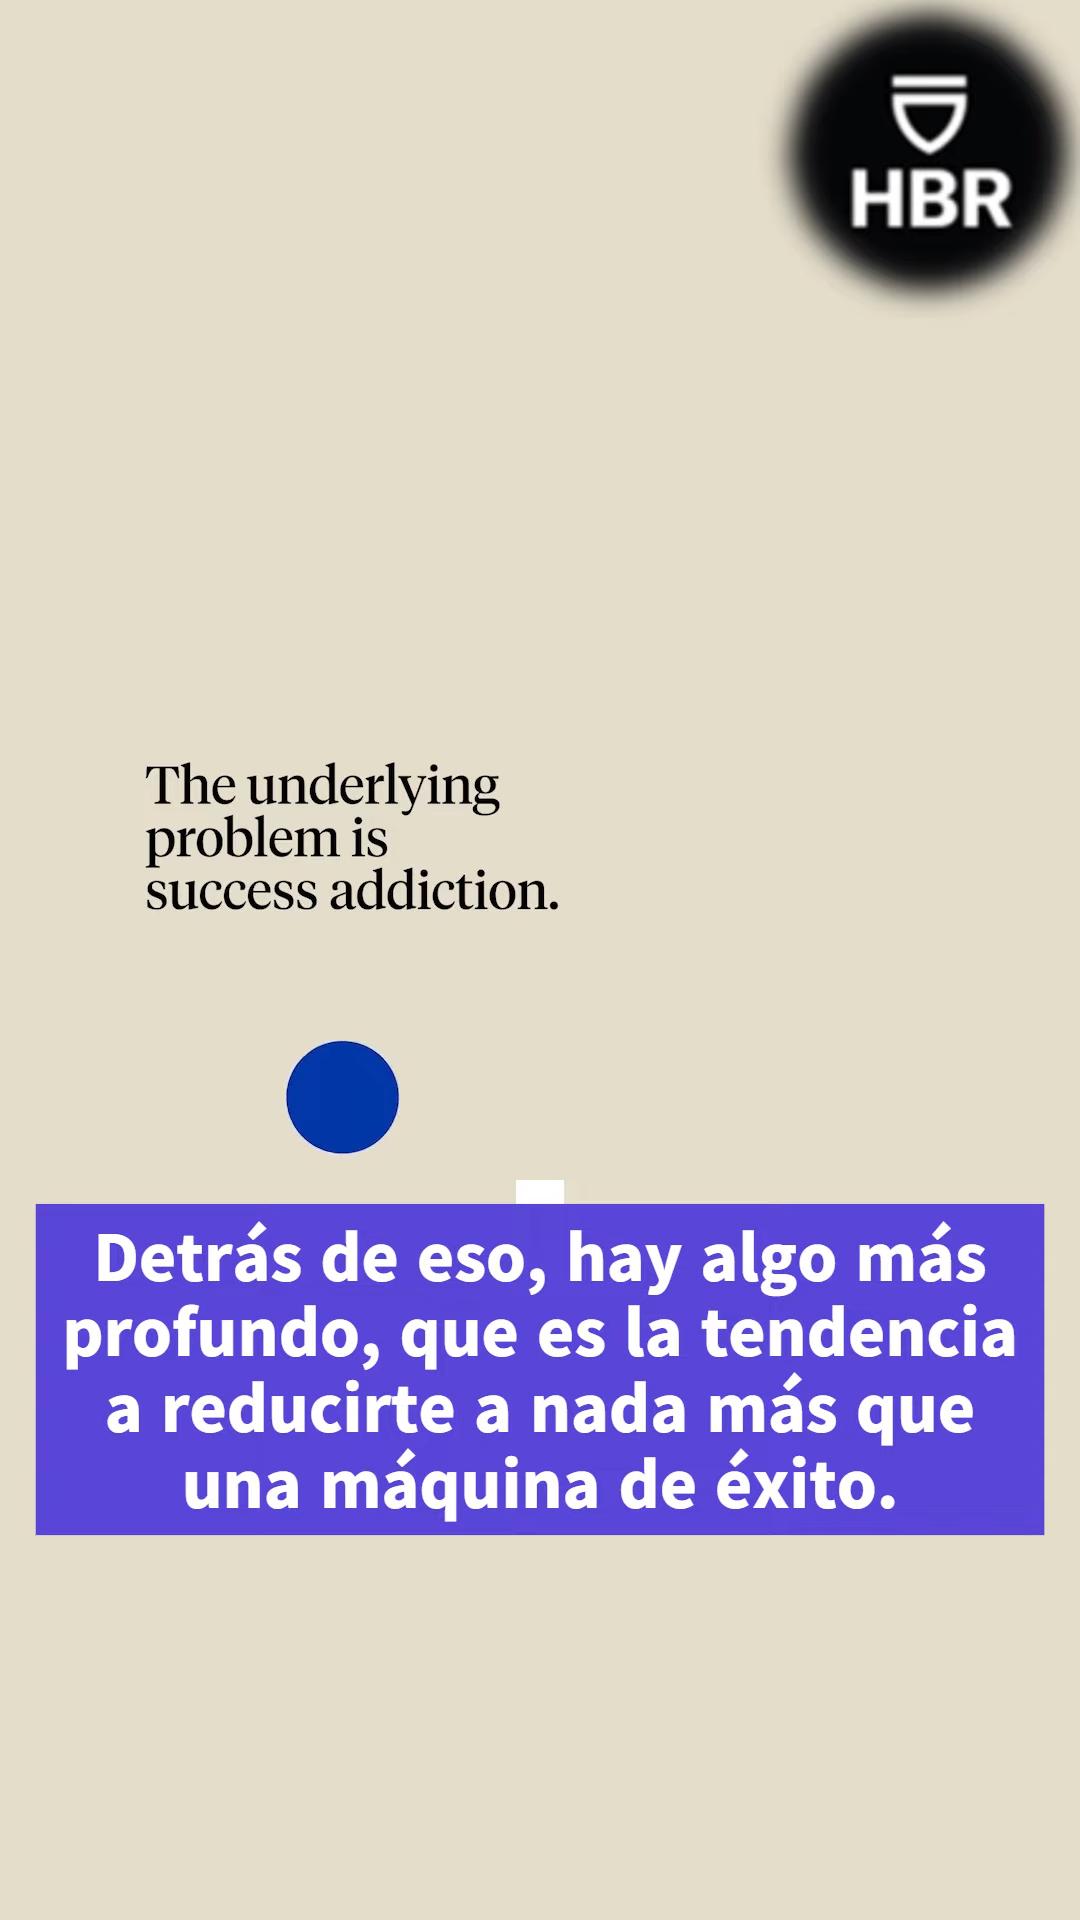 HBR
The underlying
problem is
success addiction.
Detrás de eso, hay algo más
profundo, que es la tendencia
a reducirte a nada más que
una máquina de éxito.